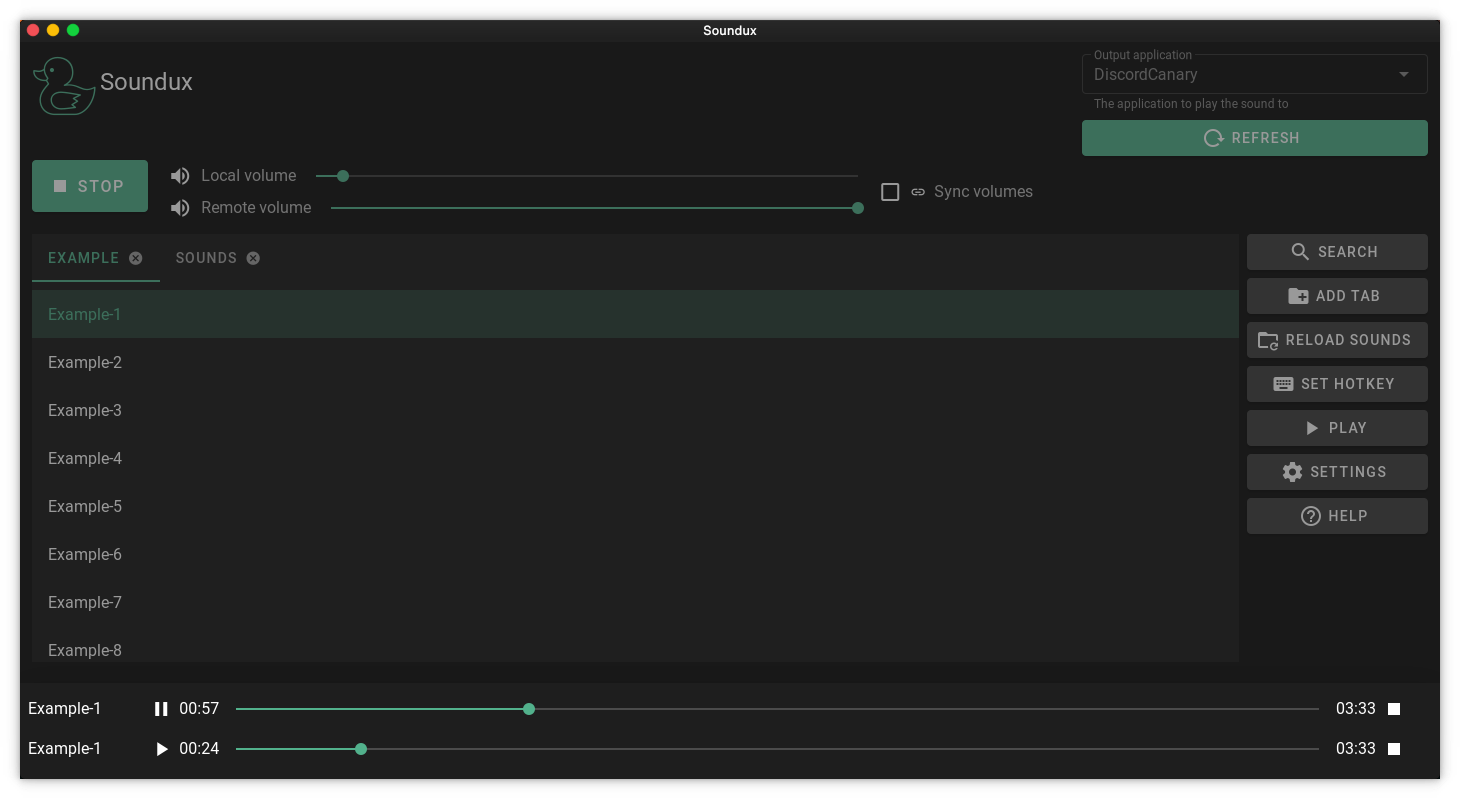 Soundux
Soundux
Output application
DiscordCanary
The application to play the sound to
REFRESH
STOP
Local volume
Remote volume
Sync volumes
EXAMPLE
SOUNDS
Example-1
Example-2
Example-3
Example-4
Example-5
Example-6
Example-7
Example-8
SEARCH
ADD TAB
RELOAD SOUNDS
SET HOTKEY
PLAY
SETTINGS
HELP
Example-1 00:57 03:33
Example-1 00:24 03:33